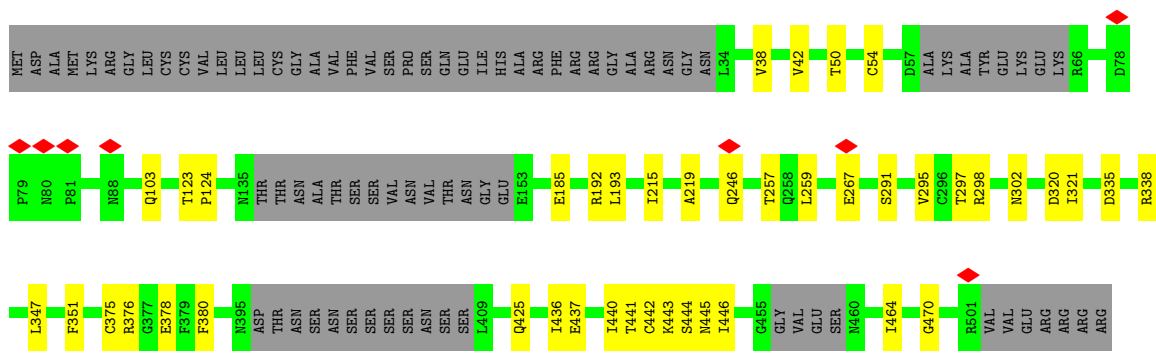 MET ASP ALA MET LYS ARG GLY LEU CYS CYS VAL LEU LEU LEU CYS GLY ALA VAL PHE VAL SER PRO SER GLN GLU ILE HIS ALA ARG PHE ARG ARG GLY ALA ARG ASN GLY ASN L34 V38 V42 T50 C54 D57 ALA LYS ALA TYR GLU LYS GLU LYS R66 D78
P79 N80 P81 N88 Q103 T123 P124 N135 THR THR ASN ALA THR SER SER VAL ASN VAL THR ASN GLY GLU E153 E185 R192 L193 I215 A219 Q246 T257 Q258 L259 E267 S291 V295 C296 T297 R298 N302 D320 I321 D335 R338
L347 F351 C375 R376 G377 E378 F379 F380 N395 ASP THR ASN SER ASN SER SER SER SER ASN SER SER L409 Q425 I436 E437 I440 T441 C442 K443 S444 N445 I446 G455 GLY VAL GLU SER N460 I464 G470 R501 VAL VAL GLU ARG ARG ARG ARG